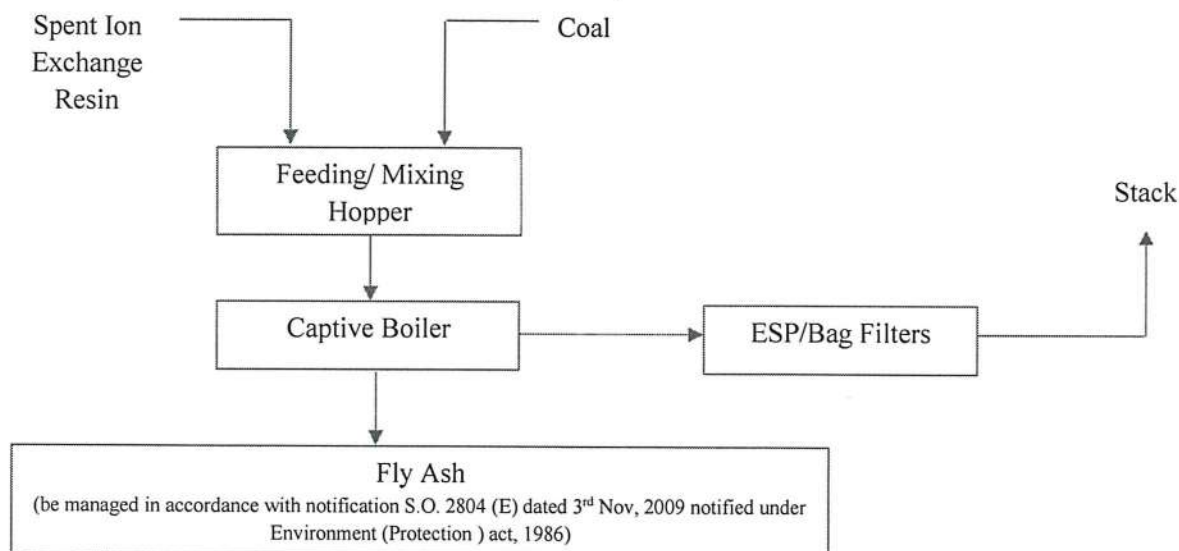 Spent Ion
Exchange
Resin
Coal
Feeding/ Mixing
Hopper
Stack
Captive Boiler
ESP/Bag Filters
Fly Ash
(be managed in accordance with notification S.O. 2804 (E) dated 3rd Nov, 2009 notified under
Environment (Protection ) act, 1986)